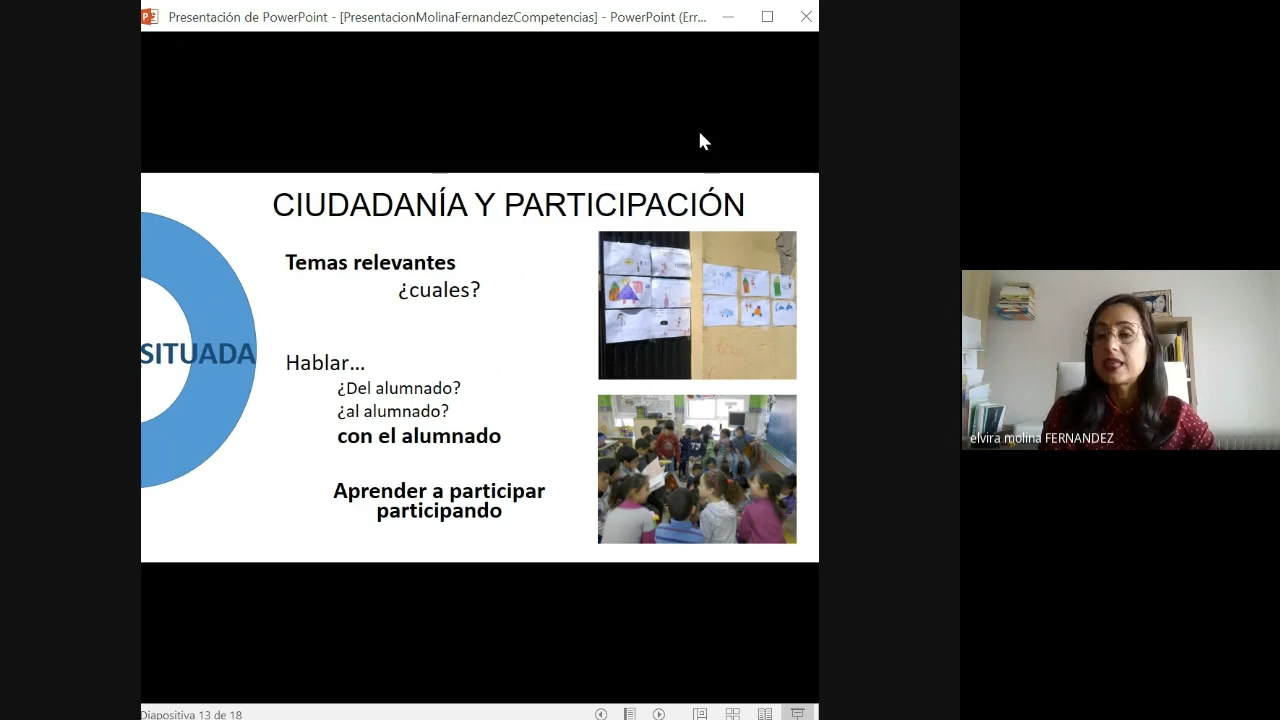 Presentación de PowerPoint - [PresentacionMolinaFernandezCompetencias] - PowerPoint (Err...
CIUDADANÍA Y PARTICIPACIÓN
Temas relevantes
¿cuales?
SITUADA
Hablar...
¿Del alumnado?
¿al alumnado?
con el alumnado
Aprender a participar
participando
elvira molina FERNANDEZ
Diapositiva 13 de 18